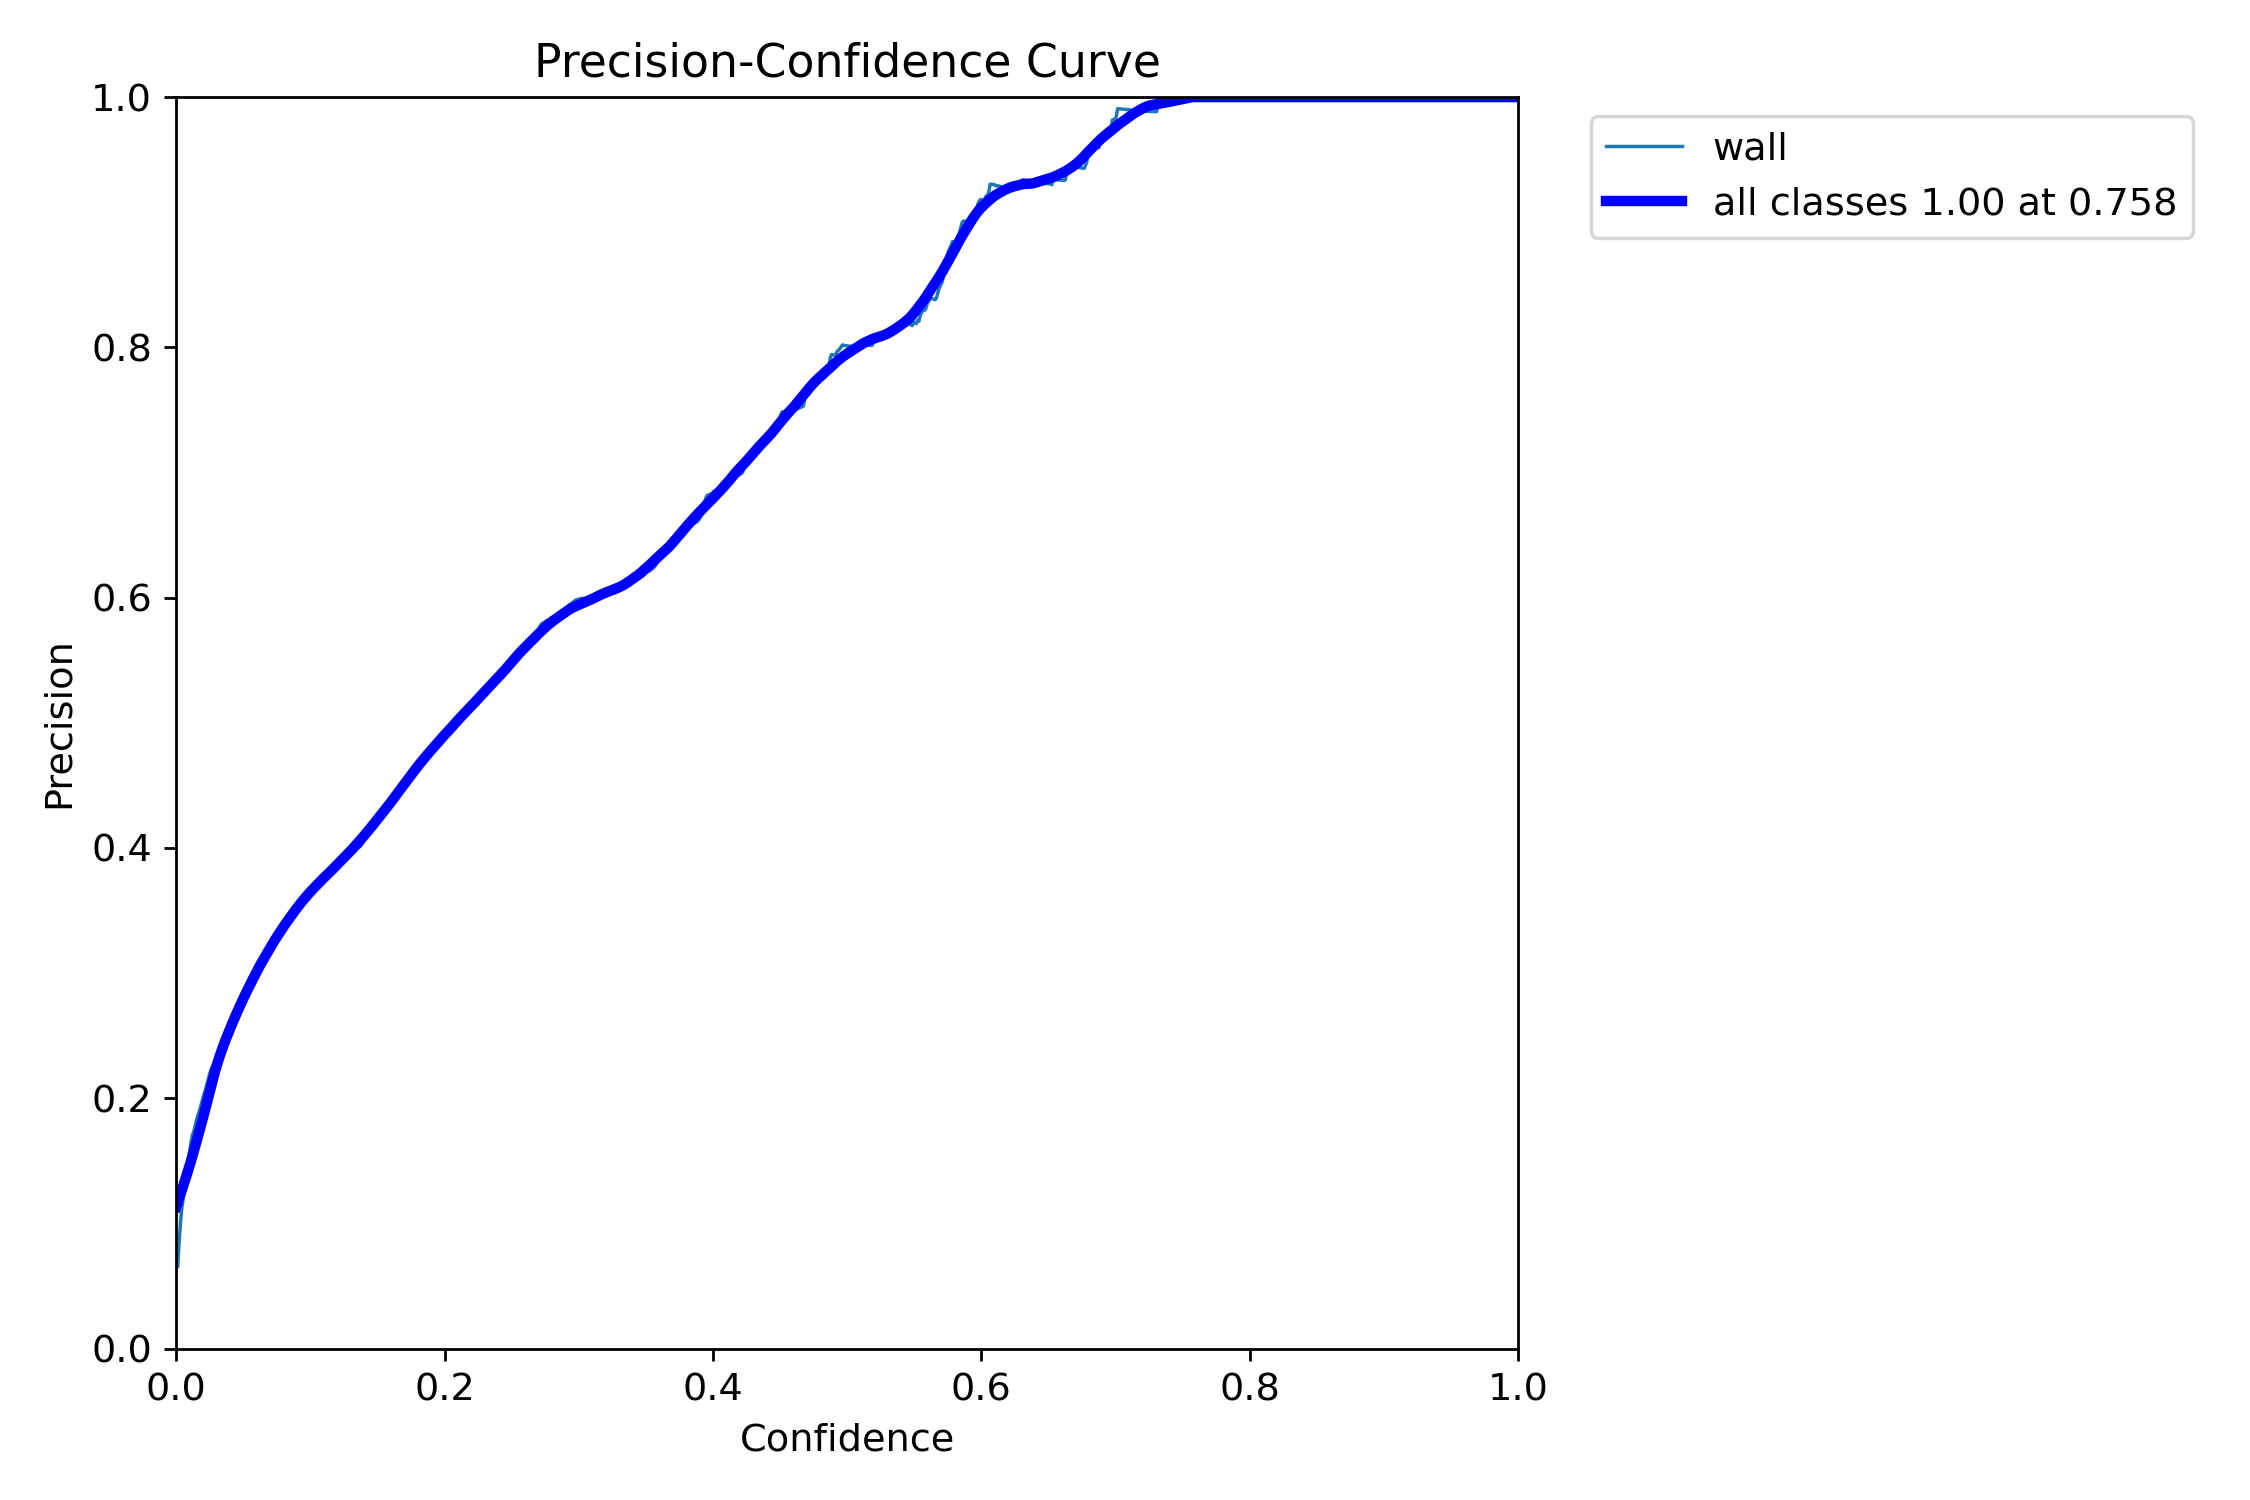 Precision-Confidence Curve
wall
all classes 1.00 at 0.758
Precision
1.0
0.8
0.6
0.4
0.2
0.0
0.0 0.2 0.4 0.6 0.8 1.0
Confidence